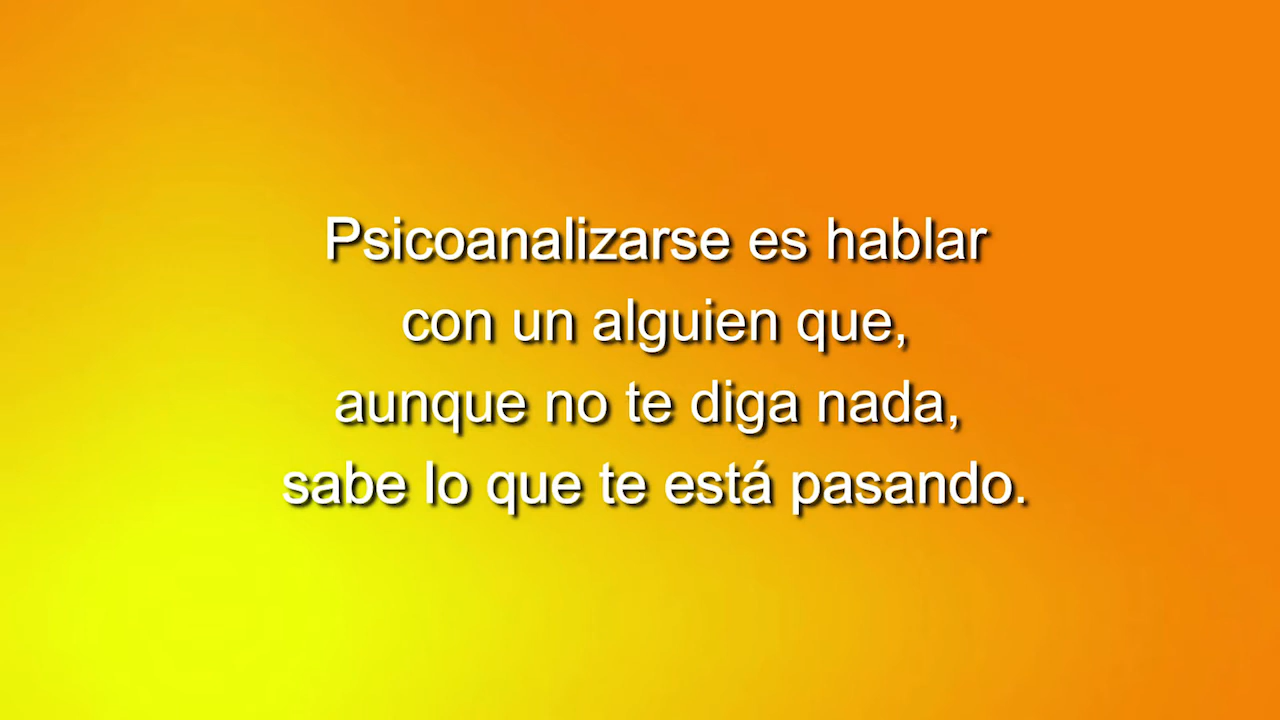 Psicoanalizarse es hablar
con un alguien que,
aunque no te diga nada,
sabe lo que te está pasando.